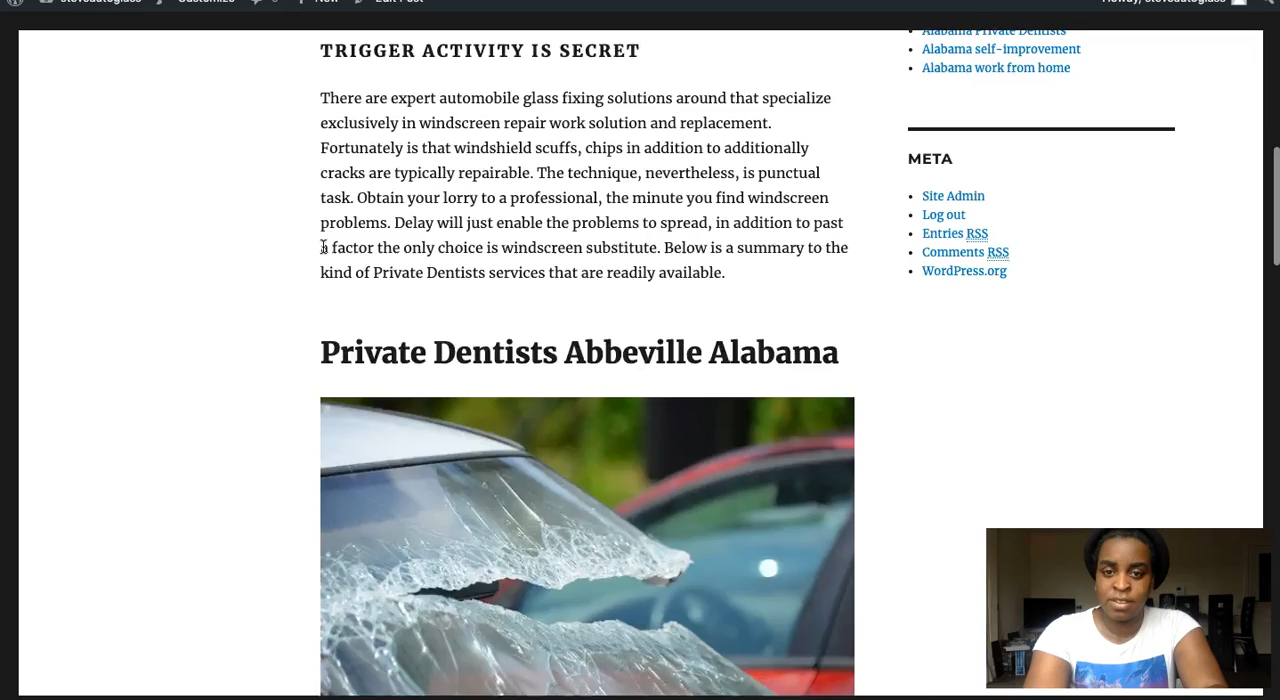 Customize
New
Edit Post
TRIGGER ACTIVITY IS SECRET
There are expert automobile glass fixing solutions around that specialize
exclusively in windscreen repair work solution and replacement.
Fortunately is that windshield scuffs, chips in addition to additionally
cracks are typically repairable. The technique, nevertheless, is punctual
task. Obtain your lorry to a professional, the minute you find windscreen
problems. Delay will just enable the problems to spread, in addition to past
a factor the only choice is windscreen substitute. Below is a summary to the
kind of Private Dentists services that are readily available.
Private Dentists Abbeville Alabama
Alabama Private Dentists
Alabama self-improvement
Alabama work from home
META
Site Admin
Log out
Entries RSS
Comments RSS
WordPress.org